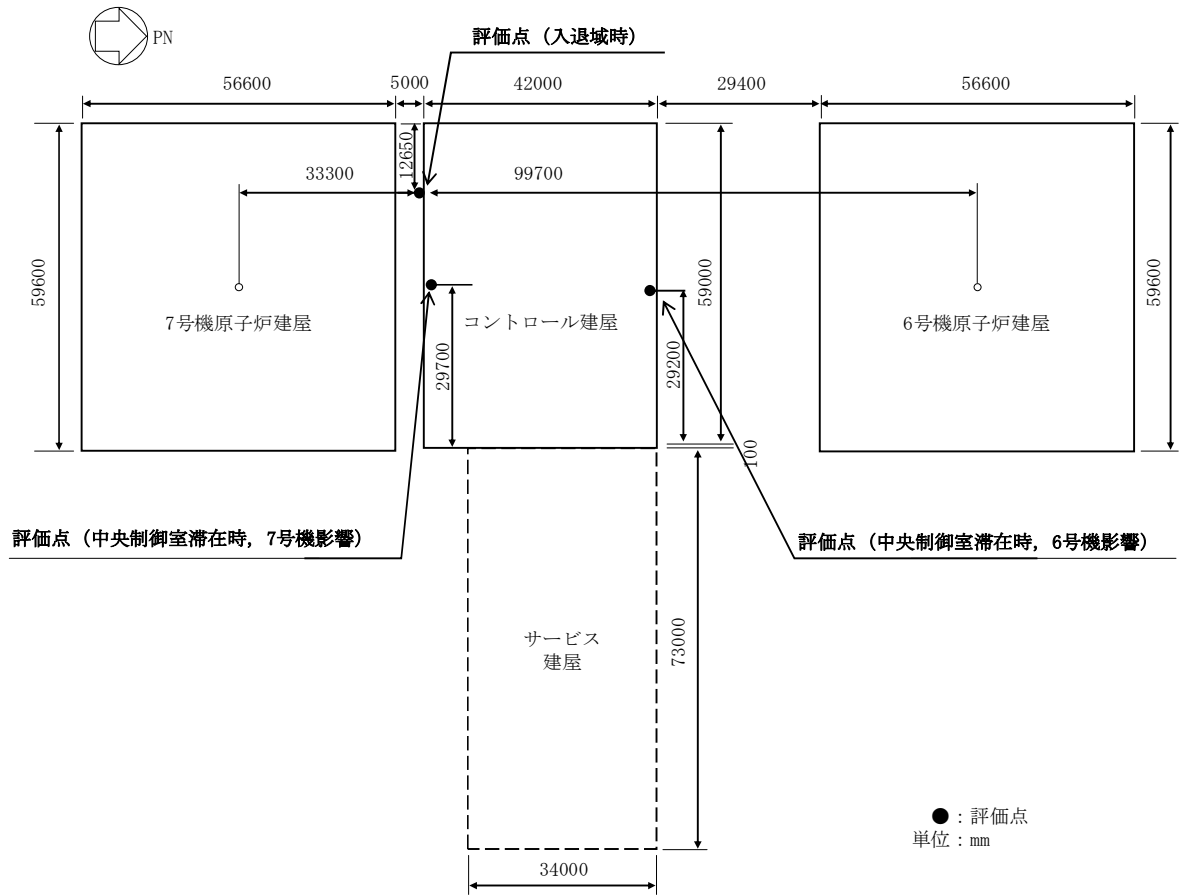 PN
評価点（入退域時）
56600
5000
42000
29400
56600
12650
33300
99700
59600
59000
59600
7号機原子炉建屋
コントロール建屋
6号機原子炉建屋
29700
29200
100
評価点（中央制御室滞在時，7号機影響）
評価点（中央制御室滞在時，6号機影響）
サービス
建屋
73000
●：評価点
単位：mm
34000